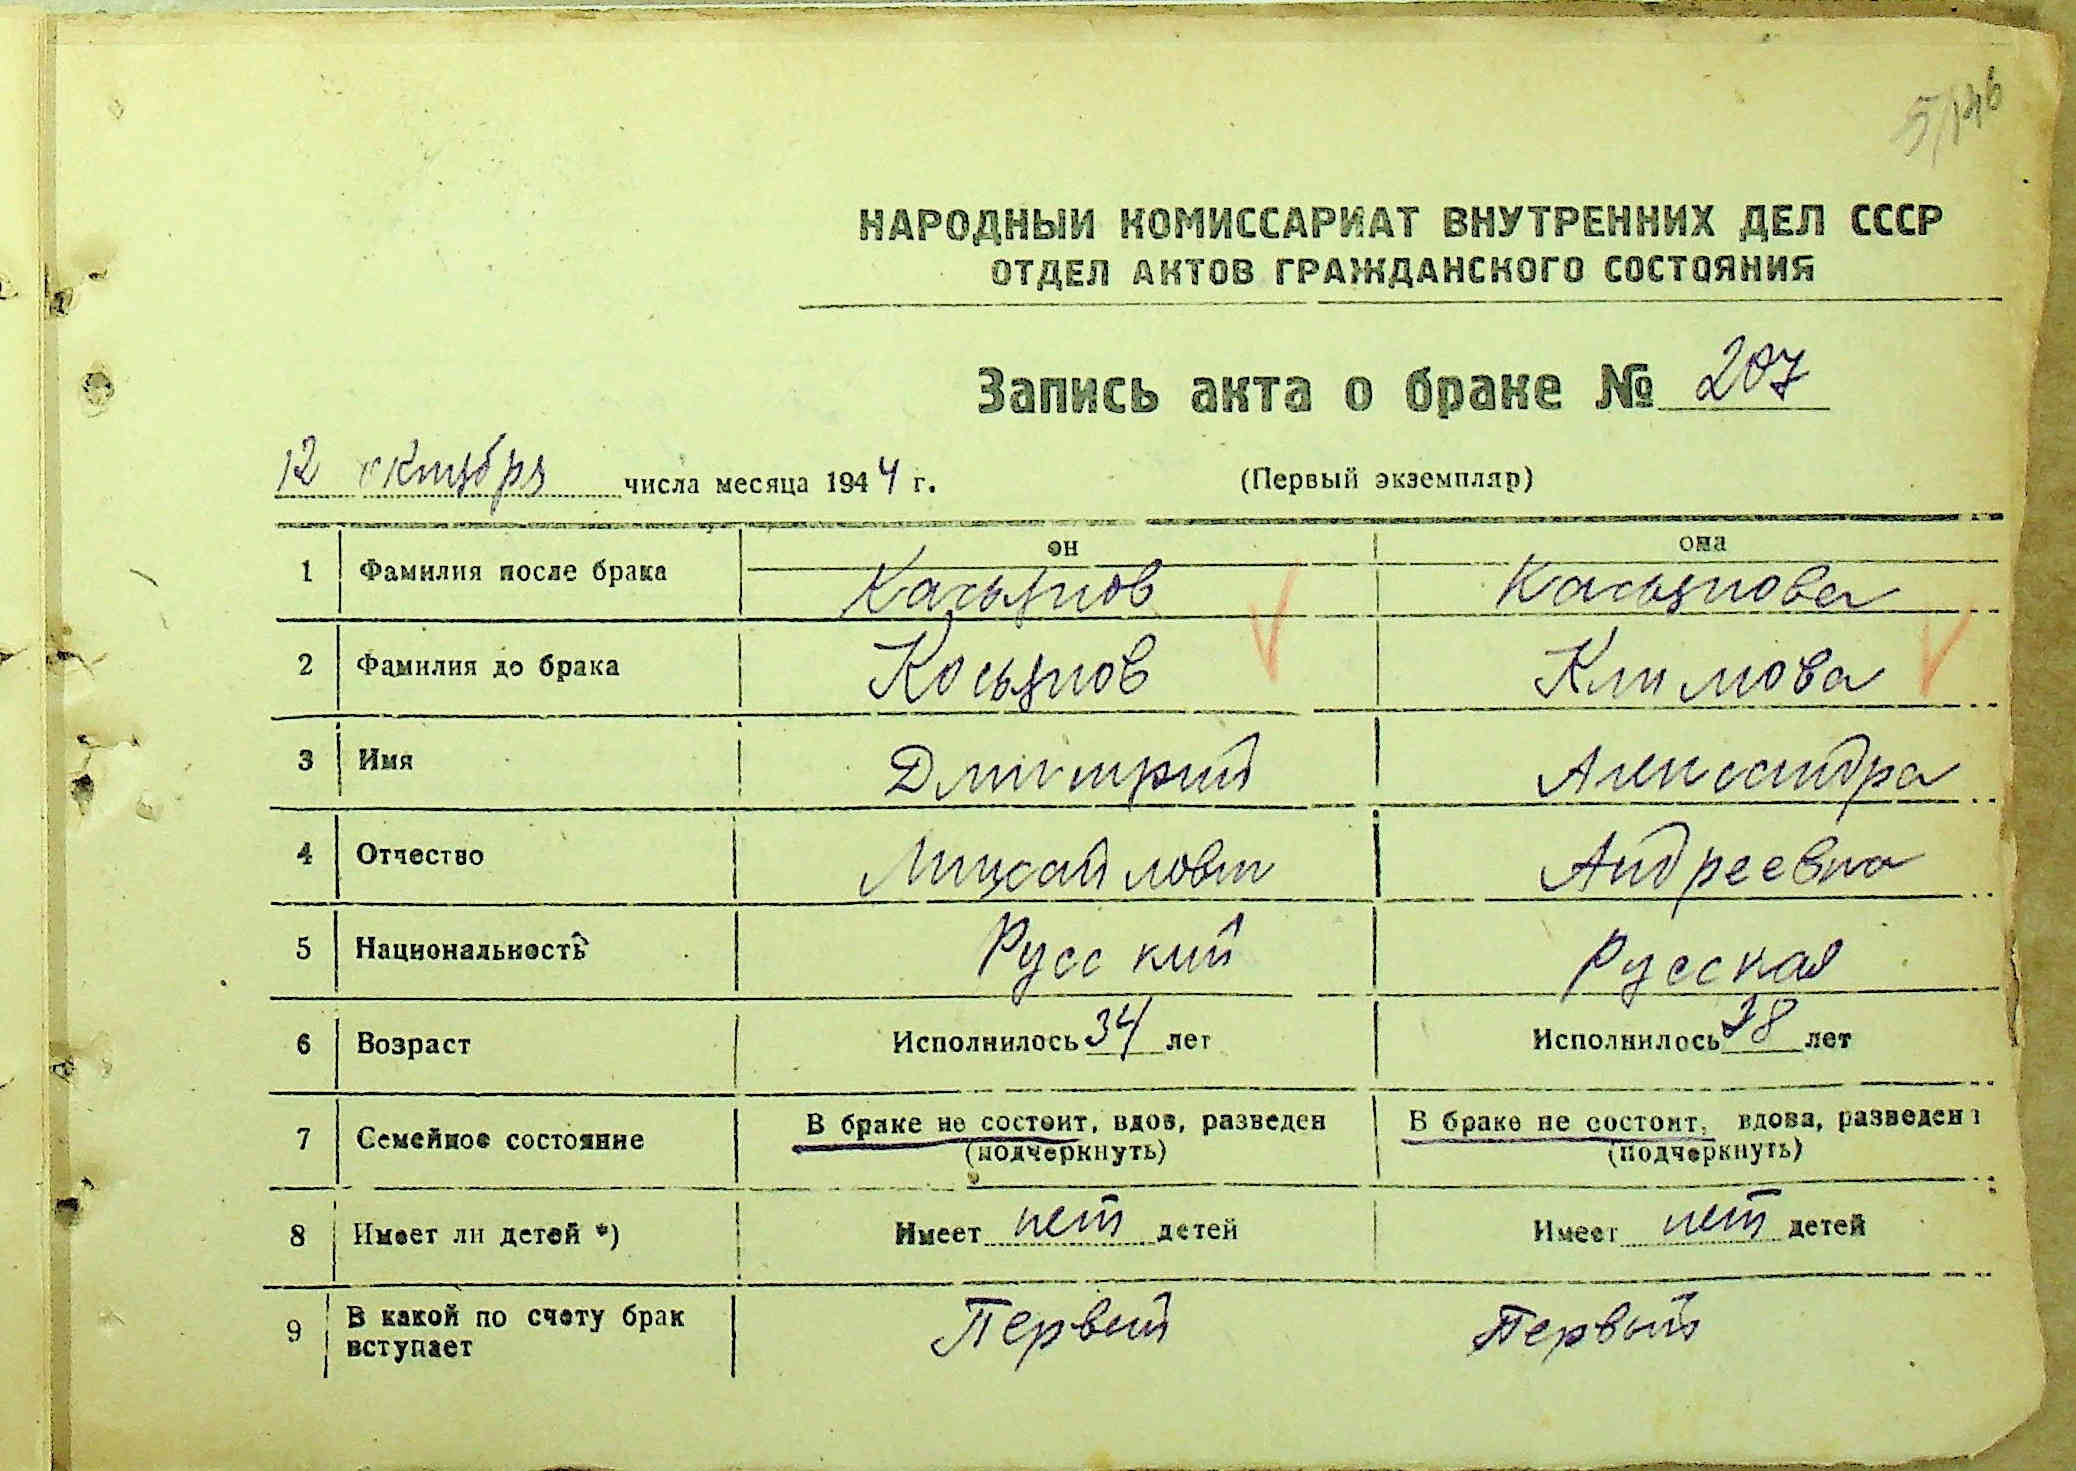 5/146
НАРОДНЫЙ КОМИССАРИАТ ВНУТРЕННИХ ДЕЛ СССР
ОТДЕЛ АКТОВ ГРАЖДАНСКОГО СОСТОЯНИЯ
Запись акта о браке № 207
12 октября числа месяца 1944 г. (Первый экземпляр)
он она
1 Фамилия после брака Касьянов Касьянова
2 Фамилия до брака Косьянов Климова
3 Имя Дмитрий Александра
4 Отчество Михайлович Андреевна
5 Национальность Русский Русская
6 Возраст Исполнилось 34 лет Исполнилось 28 лет
7 Семейное состояние В браке не состоит, вдов, разведен В браке не состоит, вдова, разведена
(подчеркнуть) (подчеркнуть)
8 Имеет ли детей *) Имеет нет детей Имеет нет детей
9 В какой по счету брак вступает Первый Первый